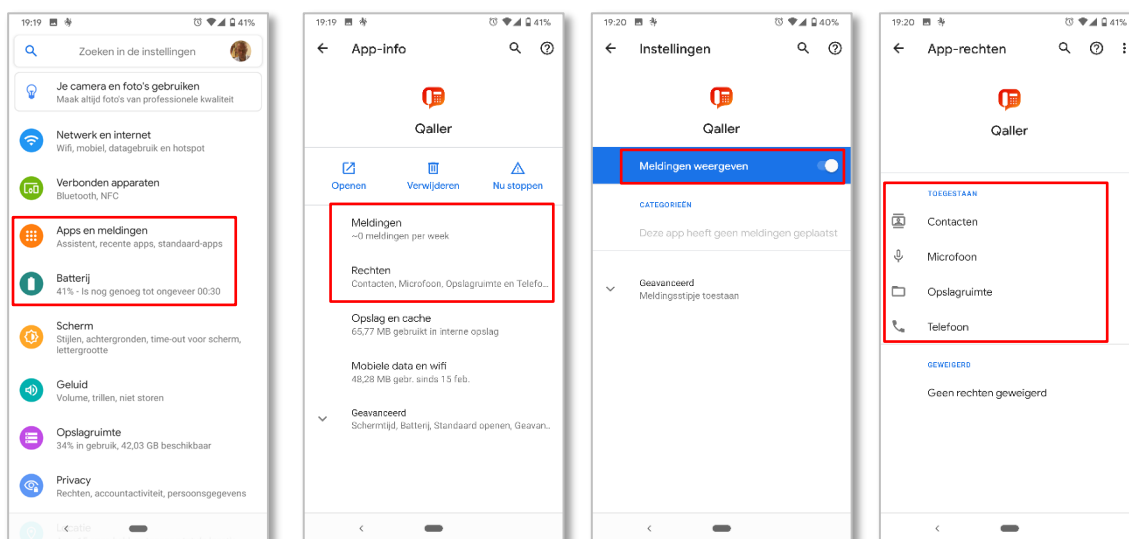 19:19
41%
Zoeken in de instellingen
Je camera en foto's gebruiken
Maak altijd foto's van professionele kwaliteit
Netwerk en internet
Wifi, mobiel, datagebruik en hotspot
Verbonden apparaten
Bluetooth, NFC
Apps en meldingen
Assistent, recente apps, standaard-apps
Batterij
41% - Is nog genoeg tot ongeveer 00:30
Scherm
Stijlen, achtergronden, time-out voor scherm,
lettergrootte
Geluid
Volume, trillen, niet storen
Opslagruimte
34% in gebruik, 42,03 GB beschikbaar
Privacy
Rechten, accountactiviteit, persoonsgegevens
Locatie
19:19
41%
App-info
Qaller
Openen
Verwijderen
Nu stoppen
Meldingen
~0 meldingen per week
Rechten
Contacten, Microfoon, Opslagruimte en Telefo...
Opslag en cache
65,77 MB gebruikt in interne opslag
Mobiele data en wifi
48,28 MB gebr. sinds 15 feb.
Geavanceerd
Schermtijd, Batterij, Standaard openen, Geavan..
19:20
40%
Instellingen
Qaller
Meldingen weergeven
CATEGORIEËN
Deze app heeft geen meldingen geplaatst
Geavanceerd
Meldingsstipje toestaan
19:20
41%
App-rechten
Qaller
TOEGESTAAN
Contacten
Microfoon
Opslagruimte
Telefoon
GEWEIGERD
Geen rechten geweigerd